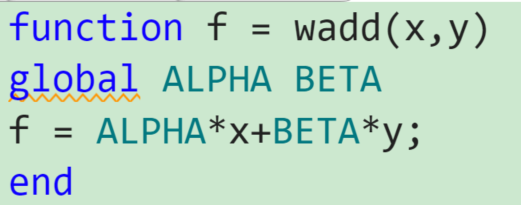 function f = wadd(x,y)
global ALPHA BETA
f = ALPHA*x+BETA*y;
end